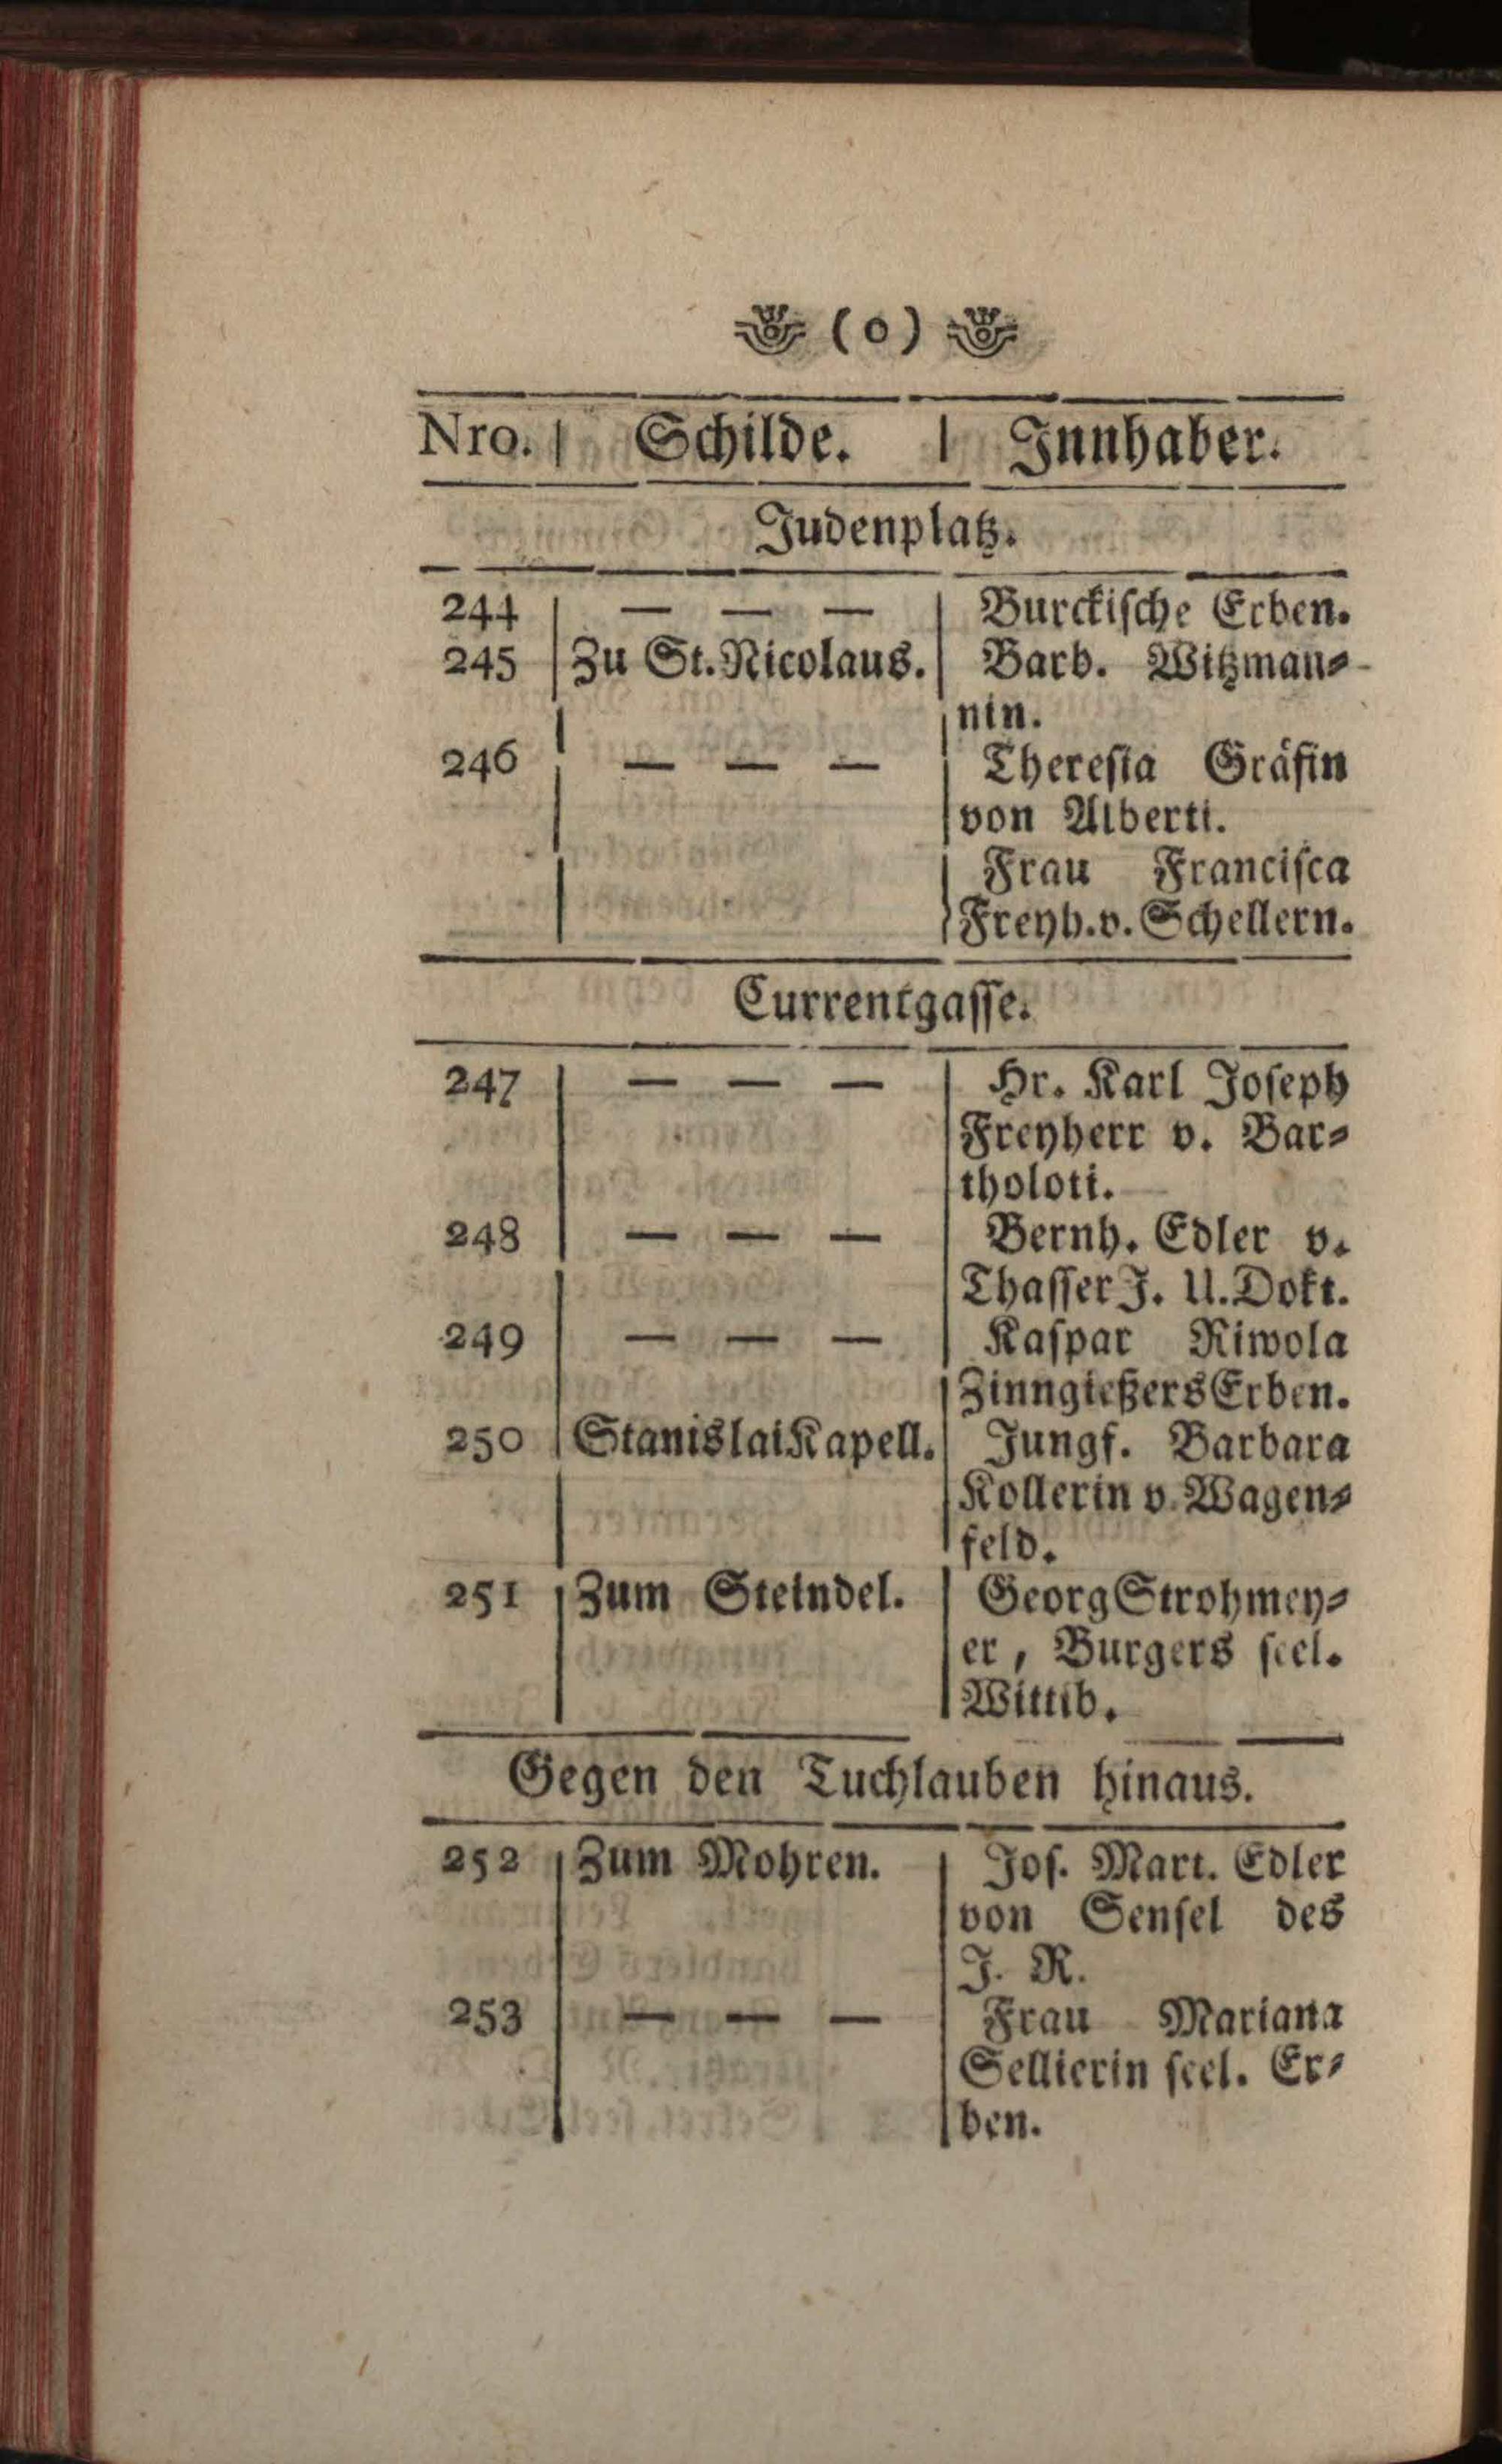 (o)
Nro. | Schilde. | Innhaber.
Judenplatz.
244 | — — — | Burckische Erben.
245 | Zu St. Nicolaus. | Barb. Witzman-
nin.
246 | — — — | Theresia Gräfin
von Alberti.
Frau Francisca
Freyh. v. Schellern.
Currentgasse.
247 | — — — | Hr. Karl Joseph
Freyherr v. Bar-
tholoti.
248 | — — — | Bernh. Edler v.
Thasser J. U. Dokt.
249 | — — — | Kaspar Riwola
Zinngießers Erben.
250 | Stanislai Kapell. | Jungf. Barbara
Kollerin v. Wagen-
feld.
251 | Zum Steindel. | Georg Strohmey-
er, Burgers seel.
Wittib.
Gegen den Tuchlauben hinaus.
252 | Zum Mohren. | Jos. Mart. Edler
von Sensel des
J. R.
253 | — — — | Frau Mariana
Sellierin seel. Er-
ben.